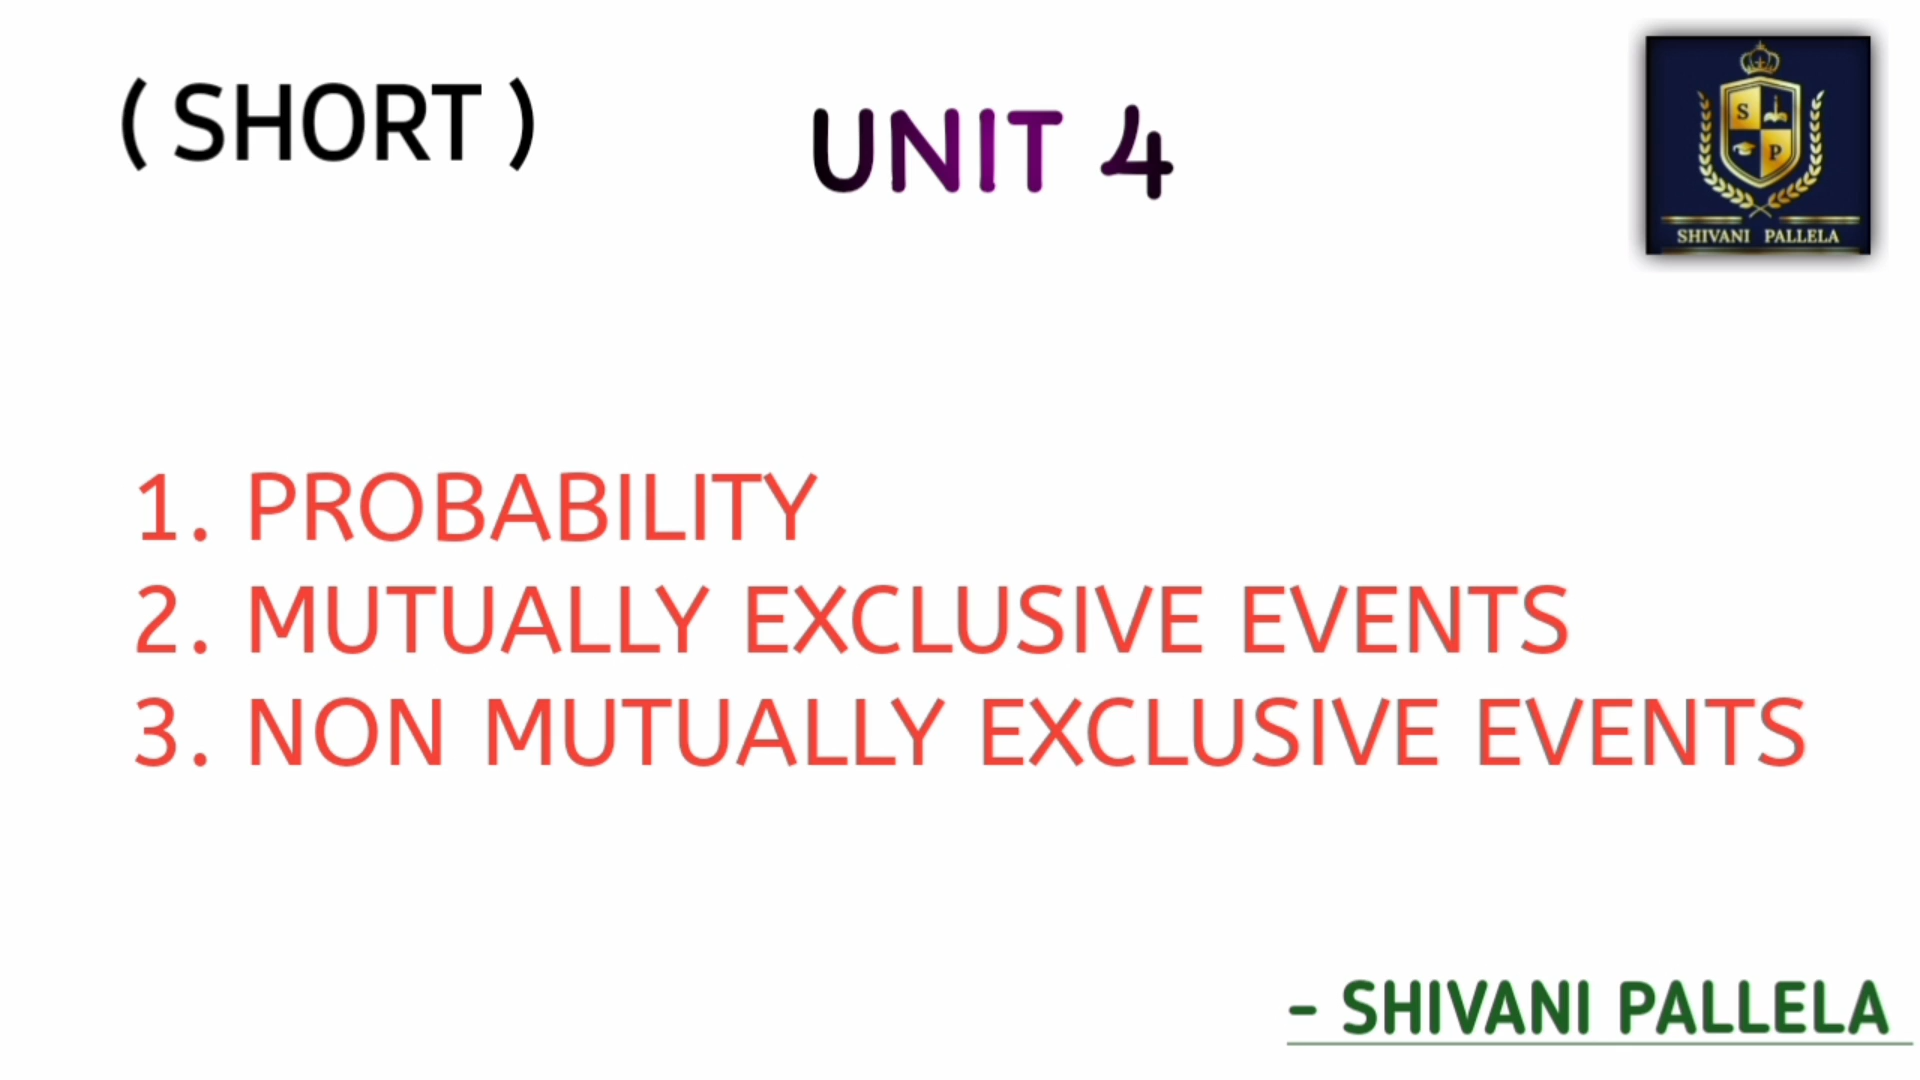 ( SHORT )
UNIT 4
S
P
SHIVANI PALLELA
1. PROBABILITY
2. MUTUALLY EXCLUSIVE EVENTS
3. NON MUTUALLY EXCLUSIVE EVENTS
- SHIVANI PALLELA